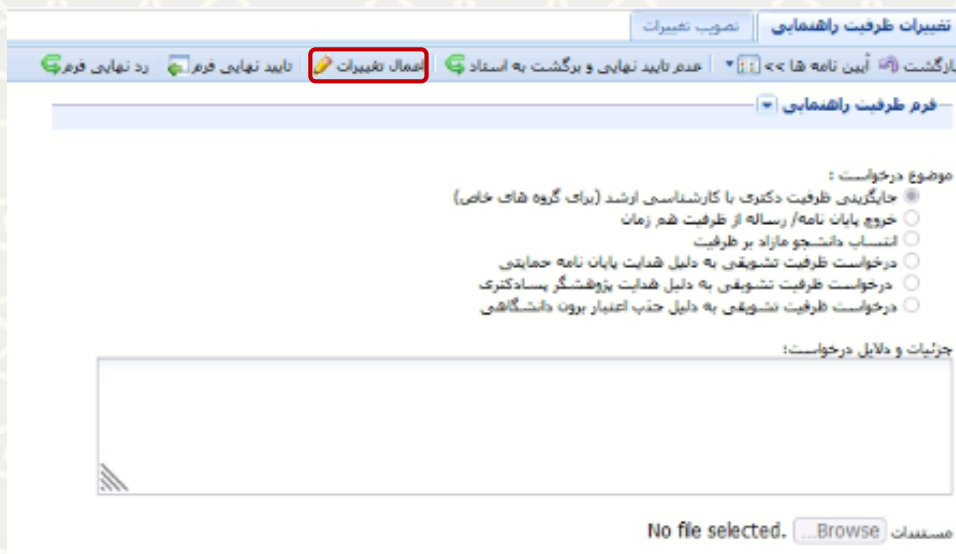 تغییرات ظرفیت راهنمایی تصویب تغییرات
بازگشت آیین نامه ها >> عدم تایید نهایی و برگشت به استاد اعمال تغییرات تایید نهایی فرم رد نهایی فرم
فرم ظرفیت راهنمایی
موضوع درخواست :
جایگزینی ظرفیت دکتری با کارشناسی ارشد (برای گروه های خاص)
خروج پایان نامه/ رساله از ظرفیت هم زمان
انتساب دانشجو مازاد بر ظرفیت
درخواست ظرفیت تشویقی به دلیل هدایت پایان نامه حمایتی
درخواست ظرفیت تشویقی به دلیل هدایت پژوهشگر پسادکتری
درخواست ظرفیت تشویقی به دلیل جذب اعتبار برون دانشگاهی
جزئیات و دلایل درخواست:
مستندات Browse... No file selected.